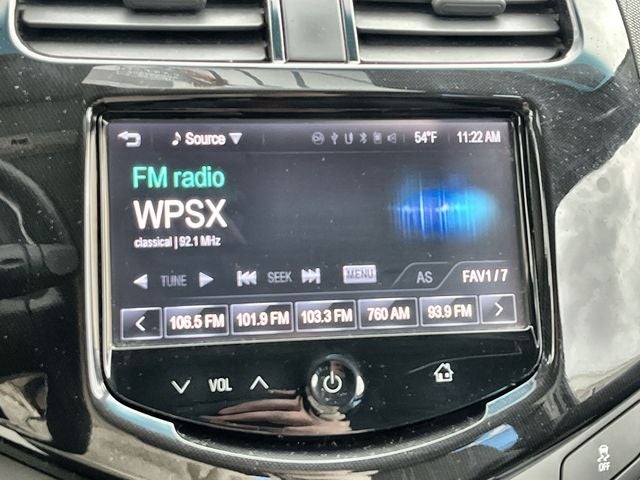 Source 54°F 11:22 AM
FM radio
WPSX
classical | 92.1 MHz
TUNE SEEK MENU AS FAV1 / 7
106.5 FM 101.9 FM 103.3 FM 760 AM 93.9 FM
VOL
OFF